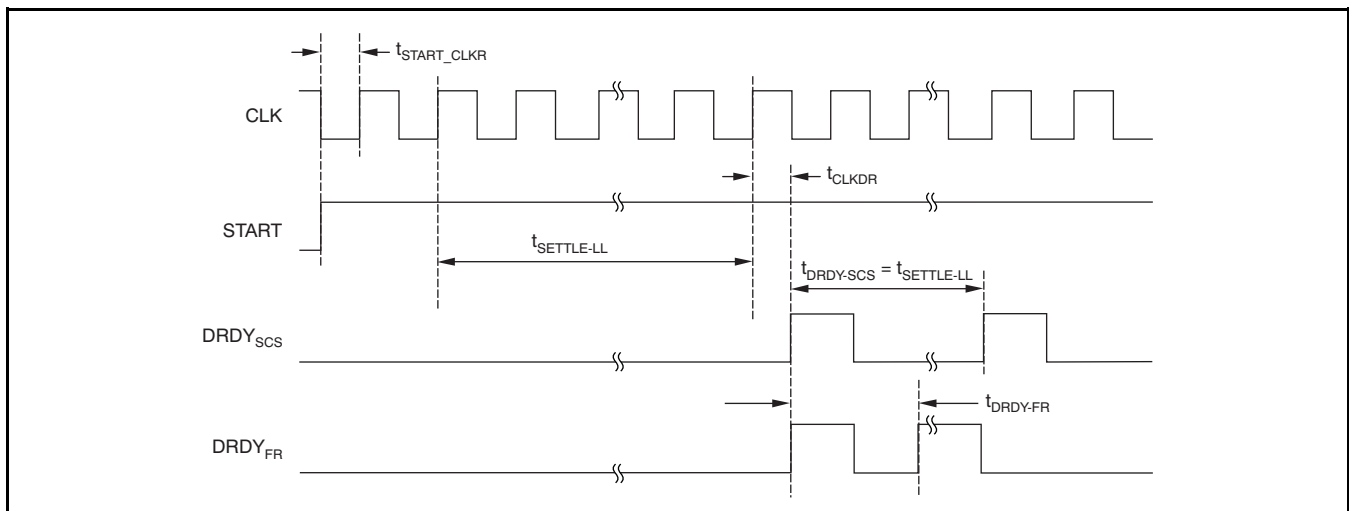 tSTART_CLKR
CLK
tCLKDR
START
tSETTLE-LL
tDRDY-SCS = tSETTLE-LL
DRDYSCS
tDRDY-FR
DRDYFR